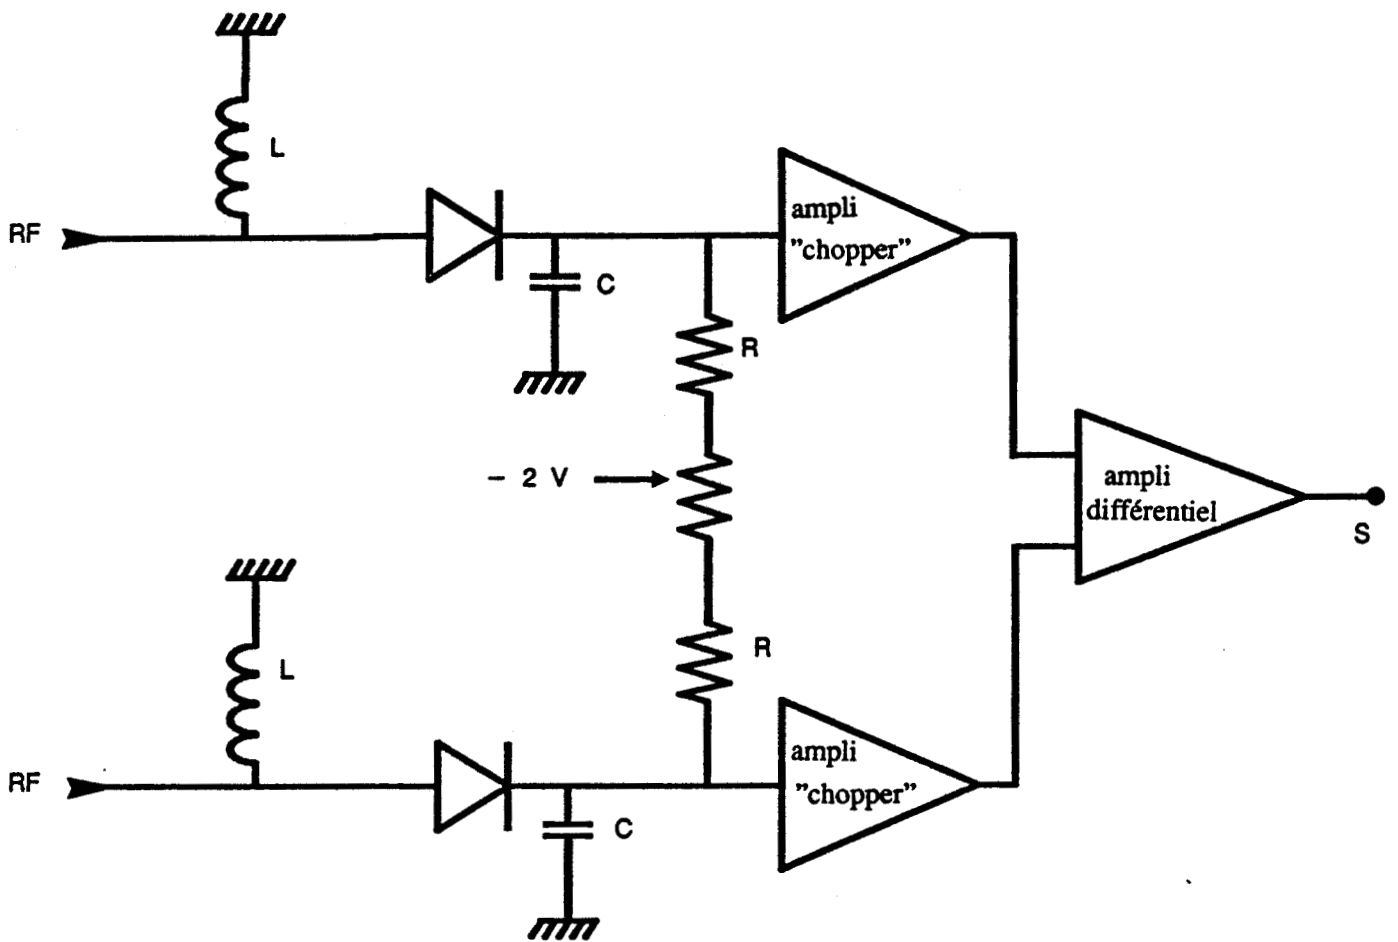 L
RF
ampli
"chopper"
C
R
– 2 V
ampli
différentiel
S
L
R
RF
ampli
"chopper"
C